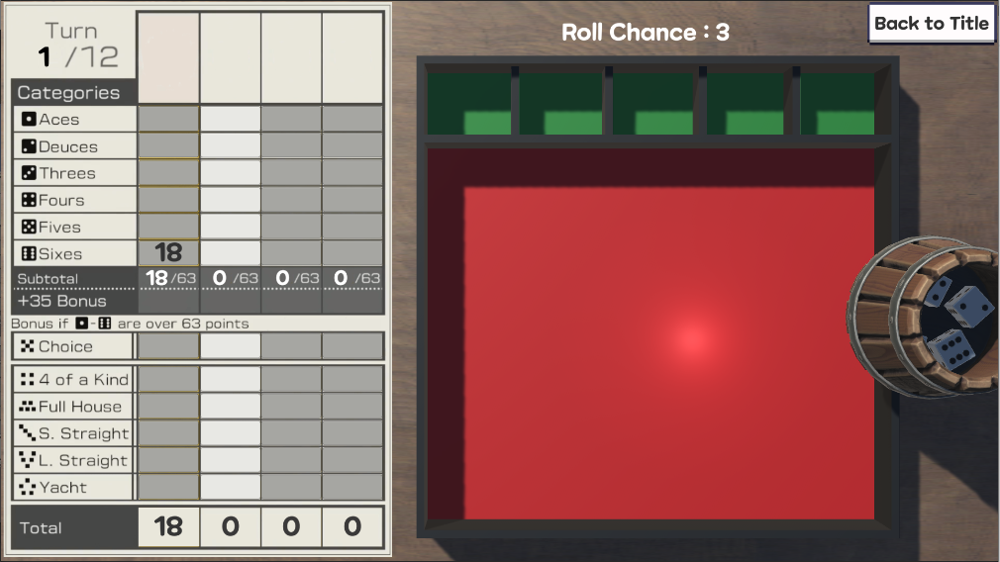 Turn
1 /12
Roll Chance : 3
Back to Title
Categories
Aces
Deuces
Threes
Fours
Fives
Sixes 18
Subtotal 18/63 0 /63 0 /63 0 /63
+35 Bonus
Bonus if - are over 63 points
Choice
4 of a Kind
Full House
S. Straight
L. Straight
Yacht
Total 18 0 0 0